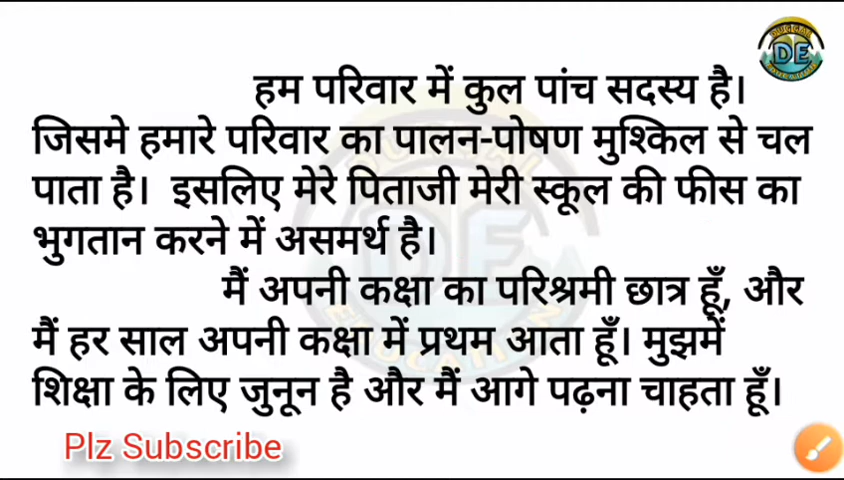 हम परिवार में कुल पांच सदस्य है।
जिसमे हमारे परिवार का पालन-पोषण मुश्किल से चल
पाता है। इसलिए मेरे पिताजी मेरी स्कूल की फीस का
भुगतान करने में असमर्थ है।
मैं अपनी कक्षा का परिश्रमी छात्र हूँ, और
मैं हर साल अपनी कक्षा में प्रथम आता हूँ। मुझमें
शिक्षा के लिए जुनून है और मैं आगे पढ़ना चाहता हूँ।
Plz Subscribe
DE